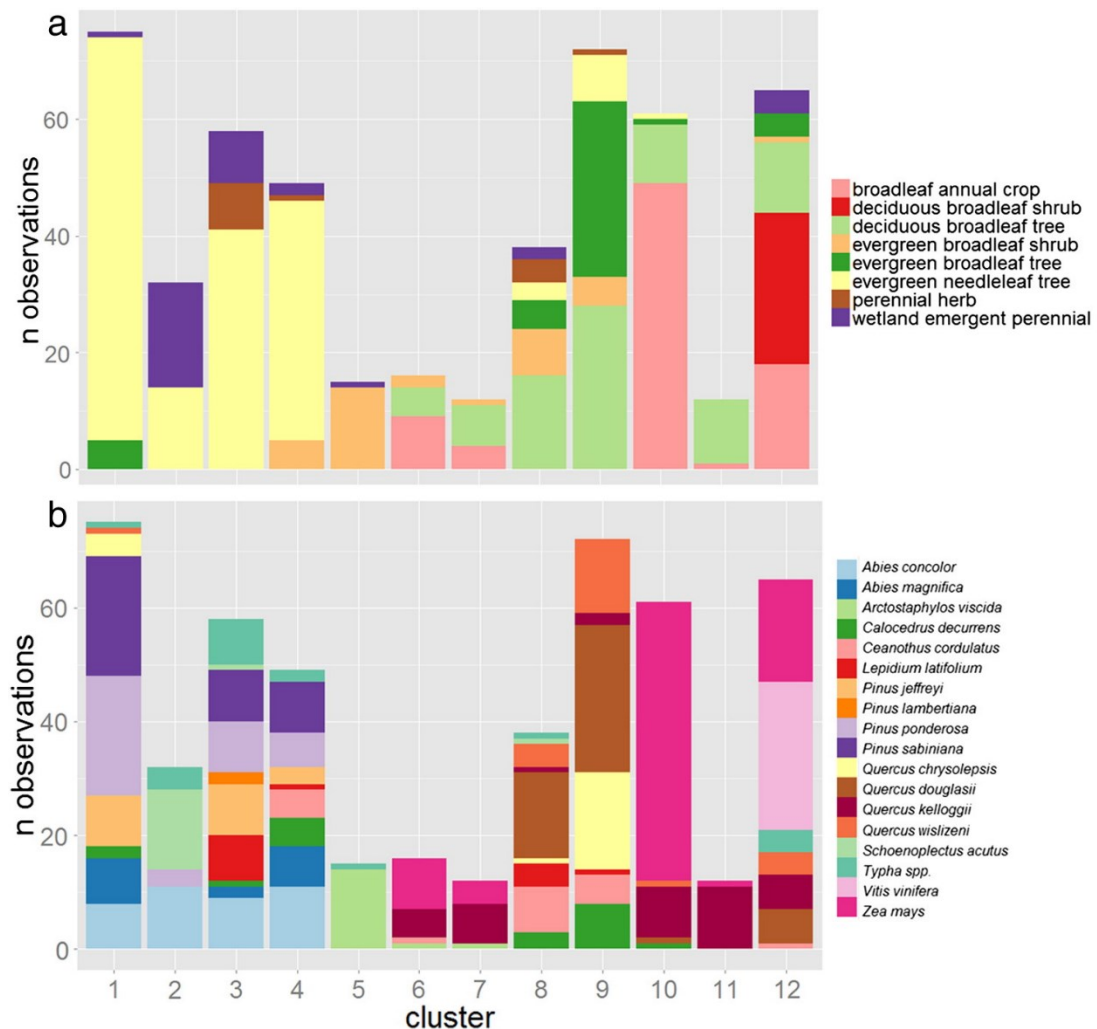 a
60
40
20
0
n observations
broadleaf annual crop
deciduous broadleaf shrub
deciduous broadleaf tree
evergreen broadleaf shrub
evergreen broadleaf tree
evergreen needleleaf tree
perennial herb
wetland emergent perennial
b
60
40
20
0
n observations
Abies concolor
Abies magnifica
Arctostaphylos viscida
Calocedrus decurrens
Ceanothus cordulatus
Lepidium latifolium
Pinus jeffreyi
Pinus lambertiana
Pinus ponderosa
Pinus sabiniana
Quercus chrysolepsis
Quercus douglasii
Quercus kelloggii
Quercus wislizeni
Schoenoplectus acutus
Typha spp.
Vitis vinifera
Zea mays
1 2 3 4 5 6 7 8 9 10 11 12
cluster